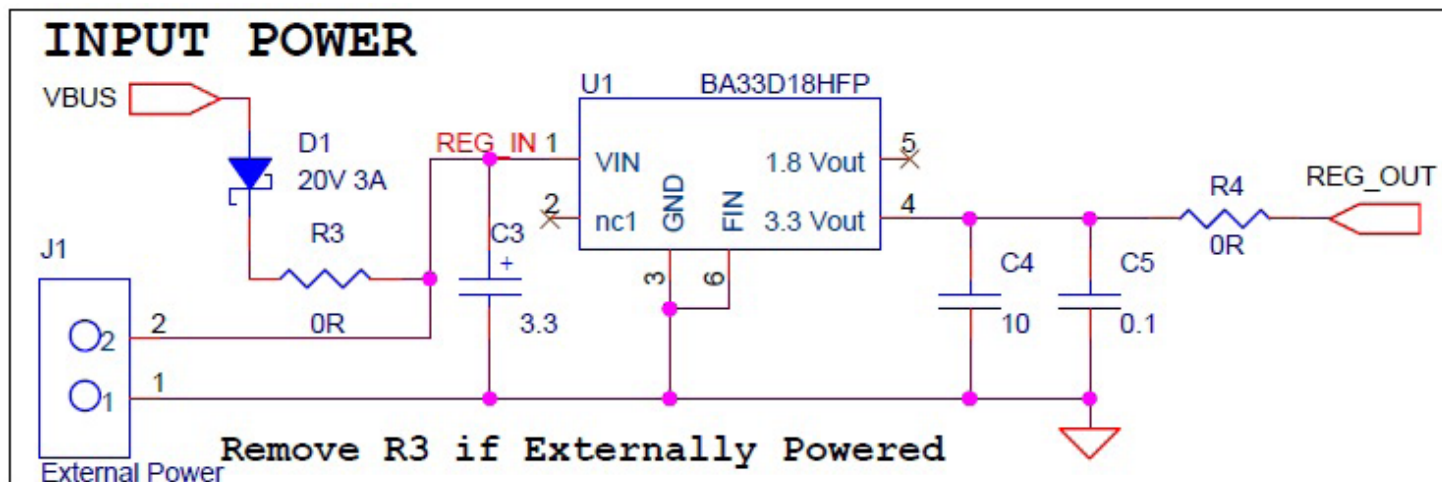 INPUT POWER
VBUS
U1
BA33D18HFP
D1
20V 3A
REG_IN
1
VIN
1.8 Vout
5
2
nc1
GND
FIN
3.3 Vout
4
R4
0R
REG_OUT
R3
0R
C3
+
3.3
3
6
C4
10
C5
0.1
J1
2
2
1
1
External Power
Remove R3 if Externally Powered